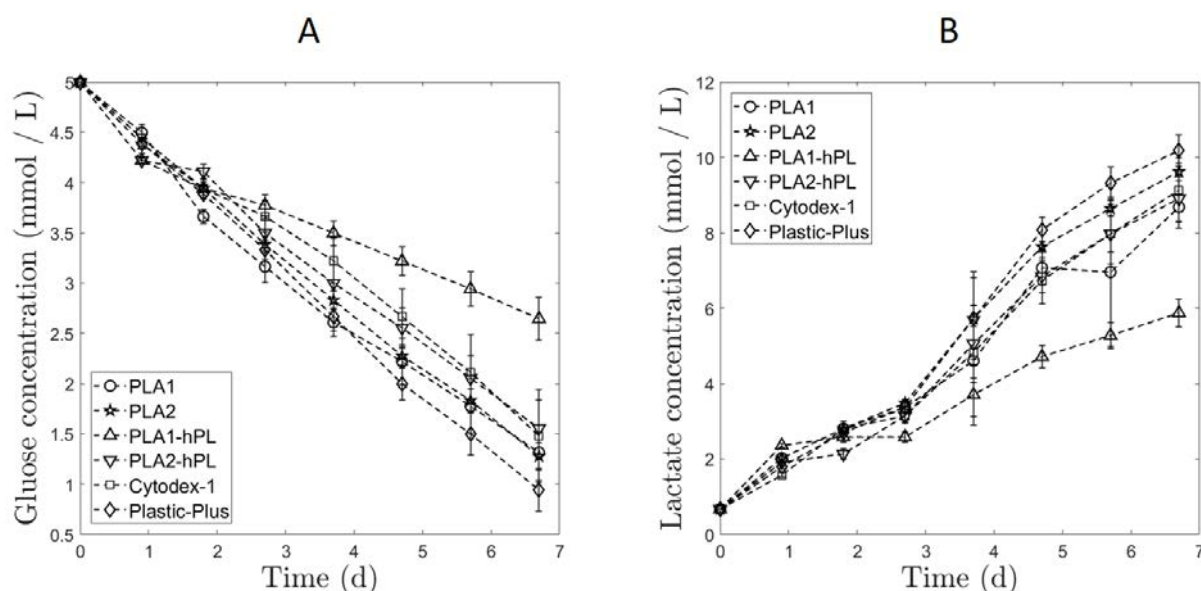 A
B
Gluose concentration (mmol / L)
5
4.5
4
3.5
3
2.5
2
1.5
1
0.5
PLA1
PLA2
PLA1-hPL
PLA2-hPL
Cytodex-1
Plastic-Plus
0 1 2 3 4 5 6 7
Time (d)
Lactate concentration (mmol / L)
12
10
8
6
4
2
0
PLA1
PLA2
PLA1-hPL
PLA2-hPL
Cytodex-1
Plastic-Plus
0 1 2 3 4 5 6 7
Time (d)